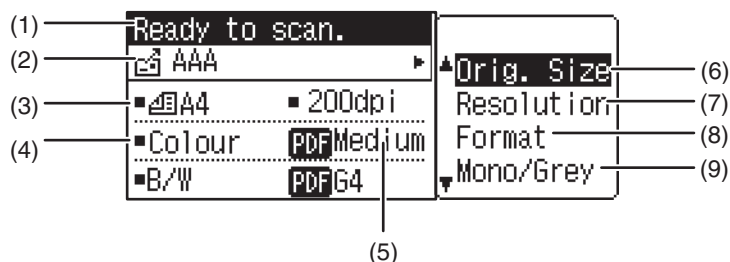 (1) Ready to scan.
(2) AAA
(3) A4 200dpi
(4) Colour PDF Medium
B/W PDF G4
(5)
Orig. Size (6)
Resolution (7)
Format (8)
Mono/Grey (9)